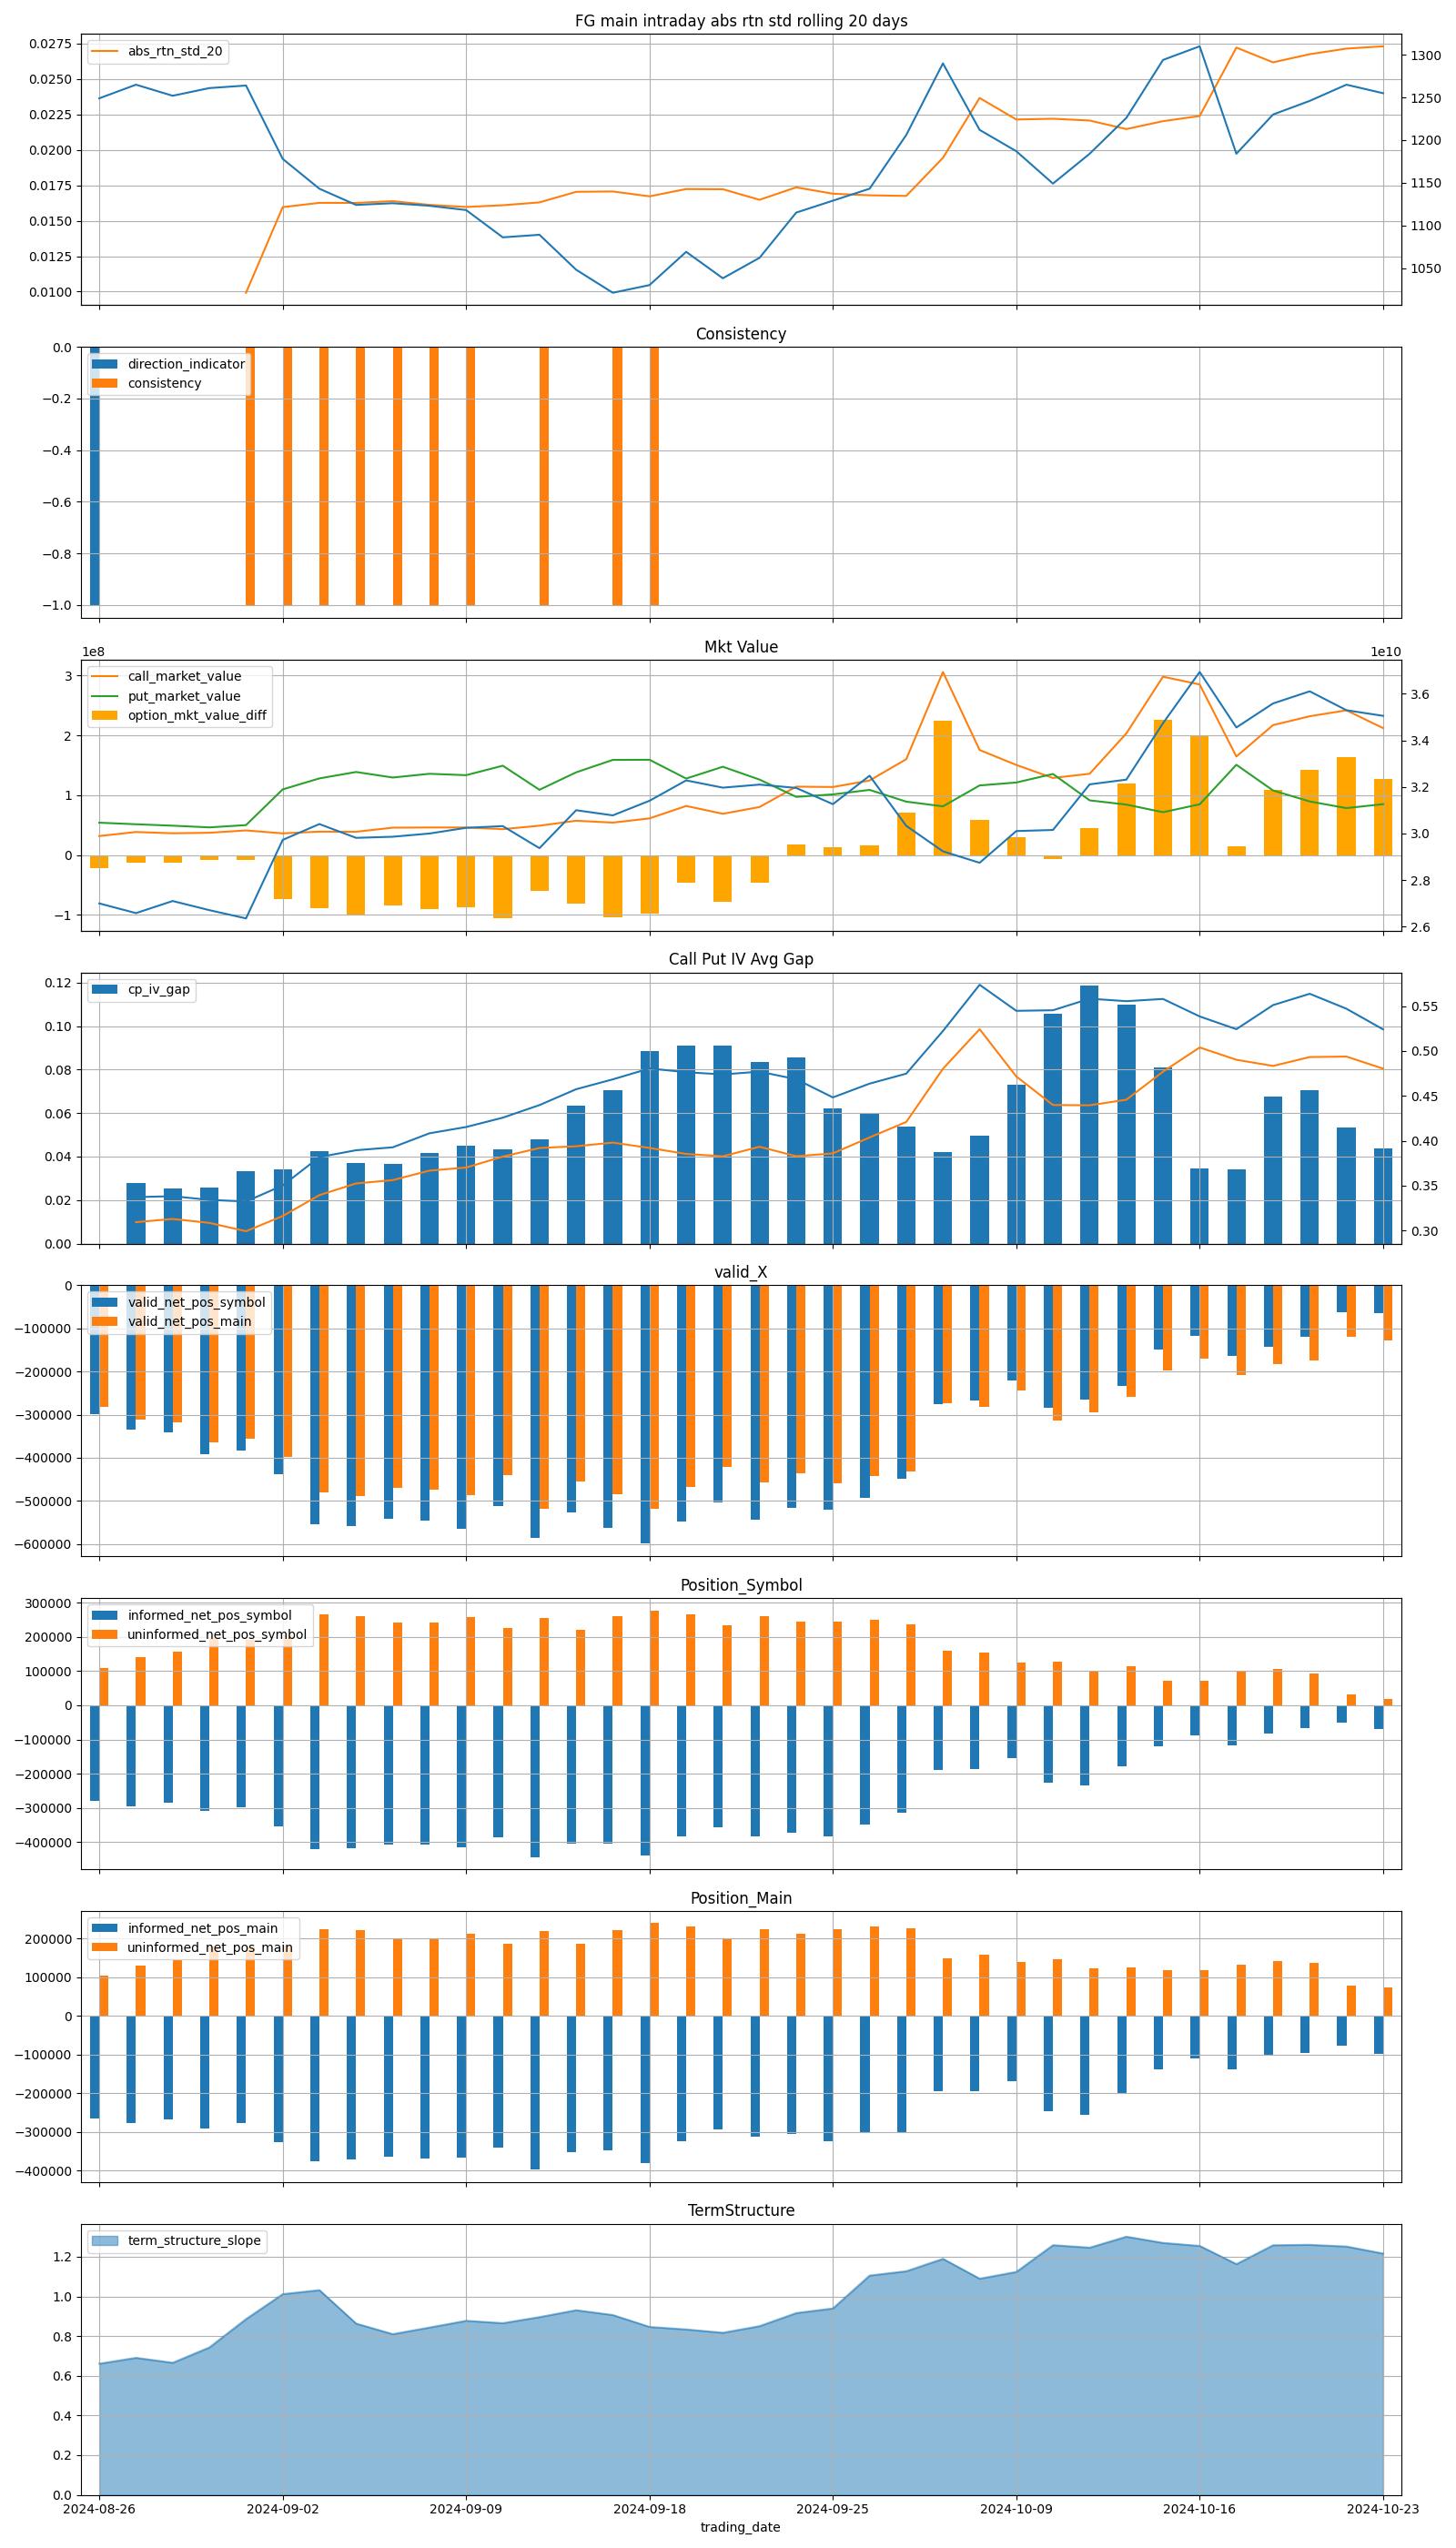 FG main intraday abs rtn std rolling 20 days
abs_rtn_std_20
0.0275
0.0250
0.0225
0.0200
0.0175
0.0150
0.0125
0.0100
1300
1250
1200
1150
1100
1050
Consistency
direction_indicator
consistency
0.0
−0.2
−0.4
−0.6
−0.8
−1.0
Mkt Value
1e8
1e10
call_market_value
put_market_value
option_mkt_value_diff
3
2
1
0
−1
3.6
3.4
3.2
3.0
2.8
2.6
Call Put IV Avg Gap
cp_iv_gap
0.12
0.10
0.08
0.06
0.04
0.02
0.00
0.55
0.50
0.45
0.40
0.35
0.30
valid_X
valid_net_pos_symbol
valid_net_pos_main
0
−100000
−200000
−300000
−400000
−500000
−600000
Position_Symbol
informed_net_pos_symbol
uninformed_net_pos_symbol
300000
200000
100000
0
−100000
−200000
−300000
−400000
Position_Main
informed_net_pos_main
uninformed_net_pos_main
200000
100000
0
−100000
−200000
−300000
−400000
TermStructure
term_structure_slope
1.2
1.0
0.8
0.6
0.4
0.2
0.0
2024-08-26 2024-09-02 2024-09-09 2024-09-18 2024-09-25 2024-10-09 2024-10-16 2024-10-23
trading_date